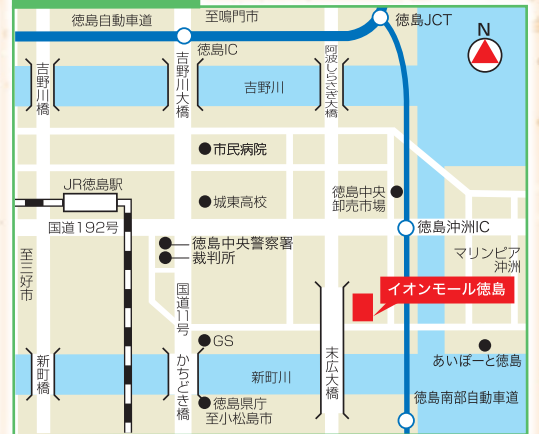 徳島自動車道
至鳴門市
徳島JCT
N
徳島IC
吉野川橋
吉野川大橋
阿波しらさぎ大橋
吉野川
市民病院
JR徳島駅
城東高校
徳島中央
卸売市場
国道192号
徳島沖洲IC
徳島中央警察署
裁判所
マリンピア
沖洲
至三好市
国道11号
イオンモール徳島
GS
末広大橋
あいぽーと徳島
新町橋
かちどき橋
新町川
徳島県庁
至小松島市
徳島南部自動車道